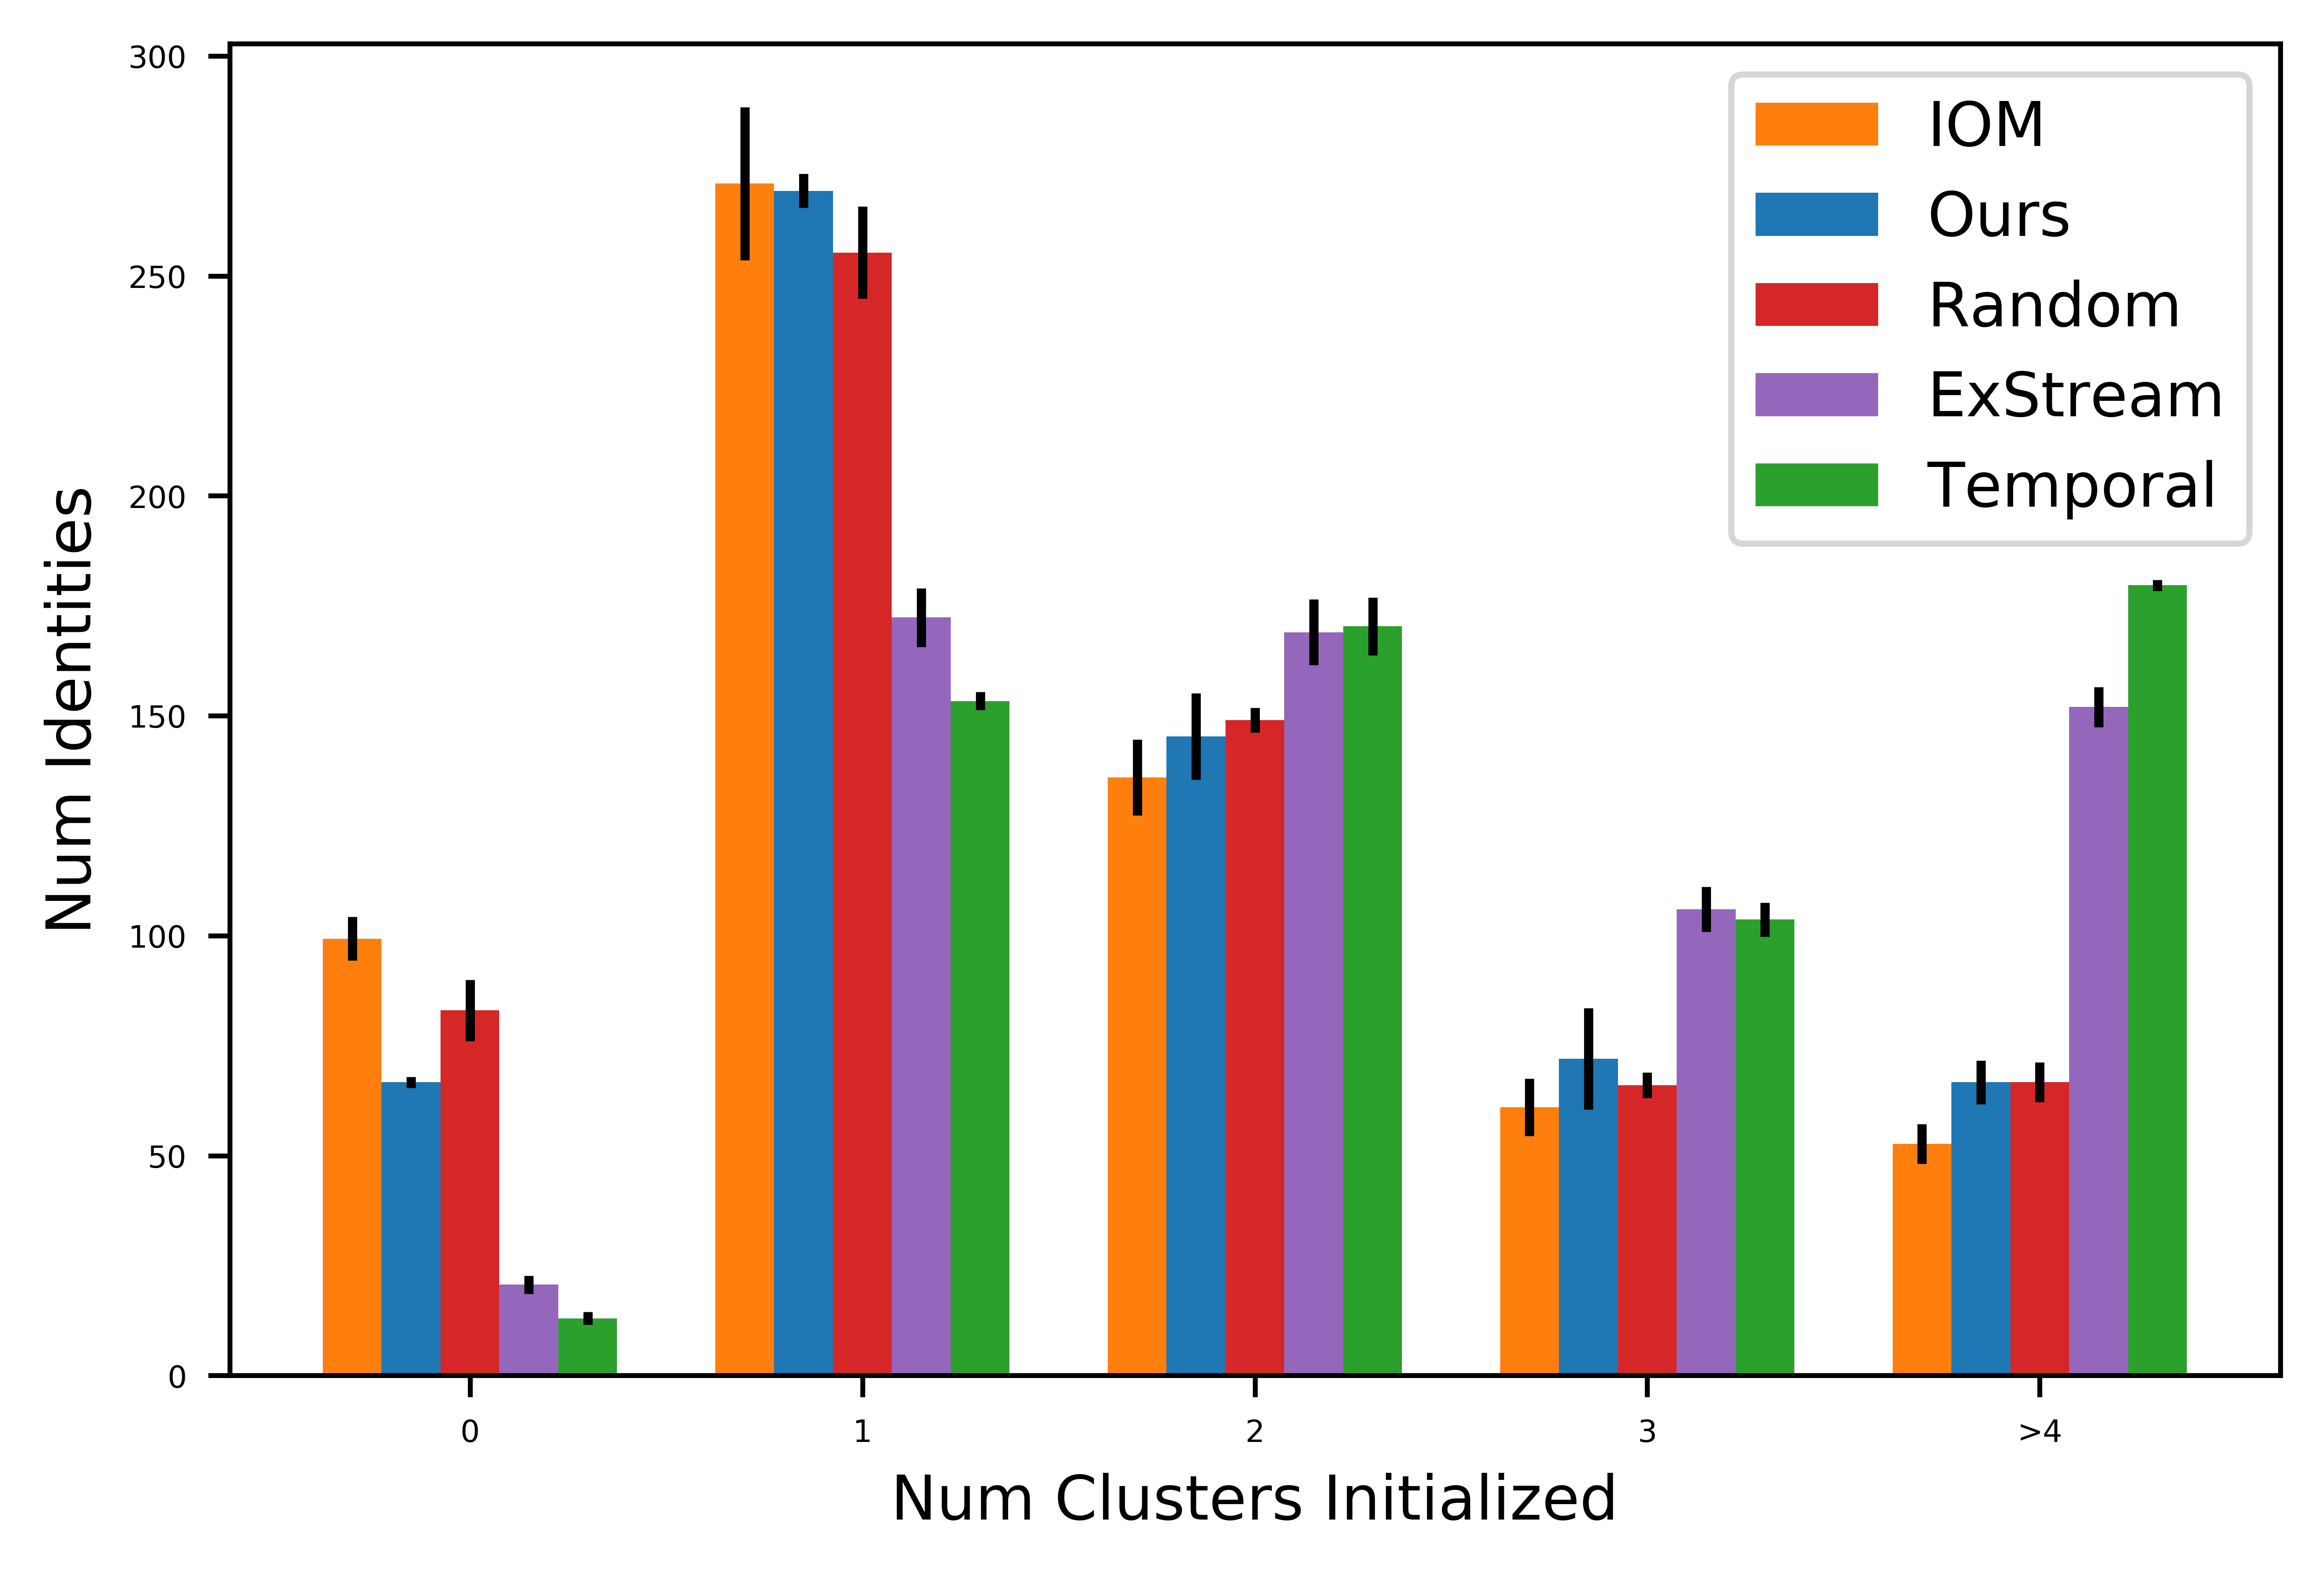 300
250
200
150
100
50
0
Num Identities
IOM
Ours
Random
ExStream
Temporal
0 1 2 3 >4
Num Clusters Initialized